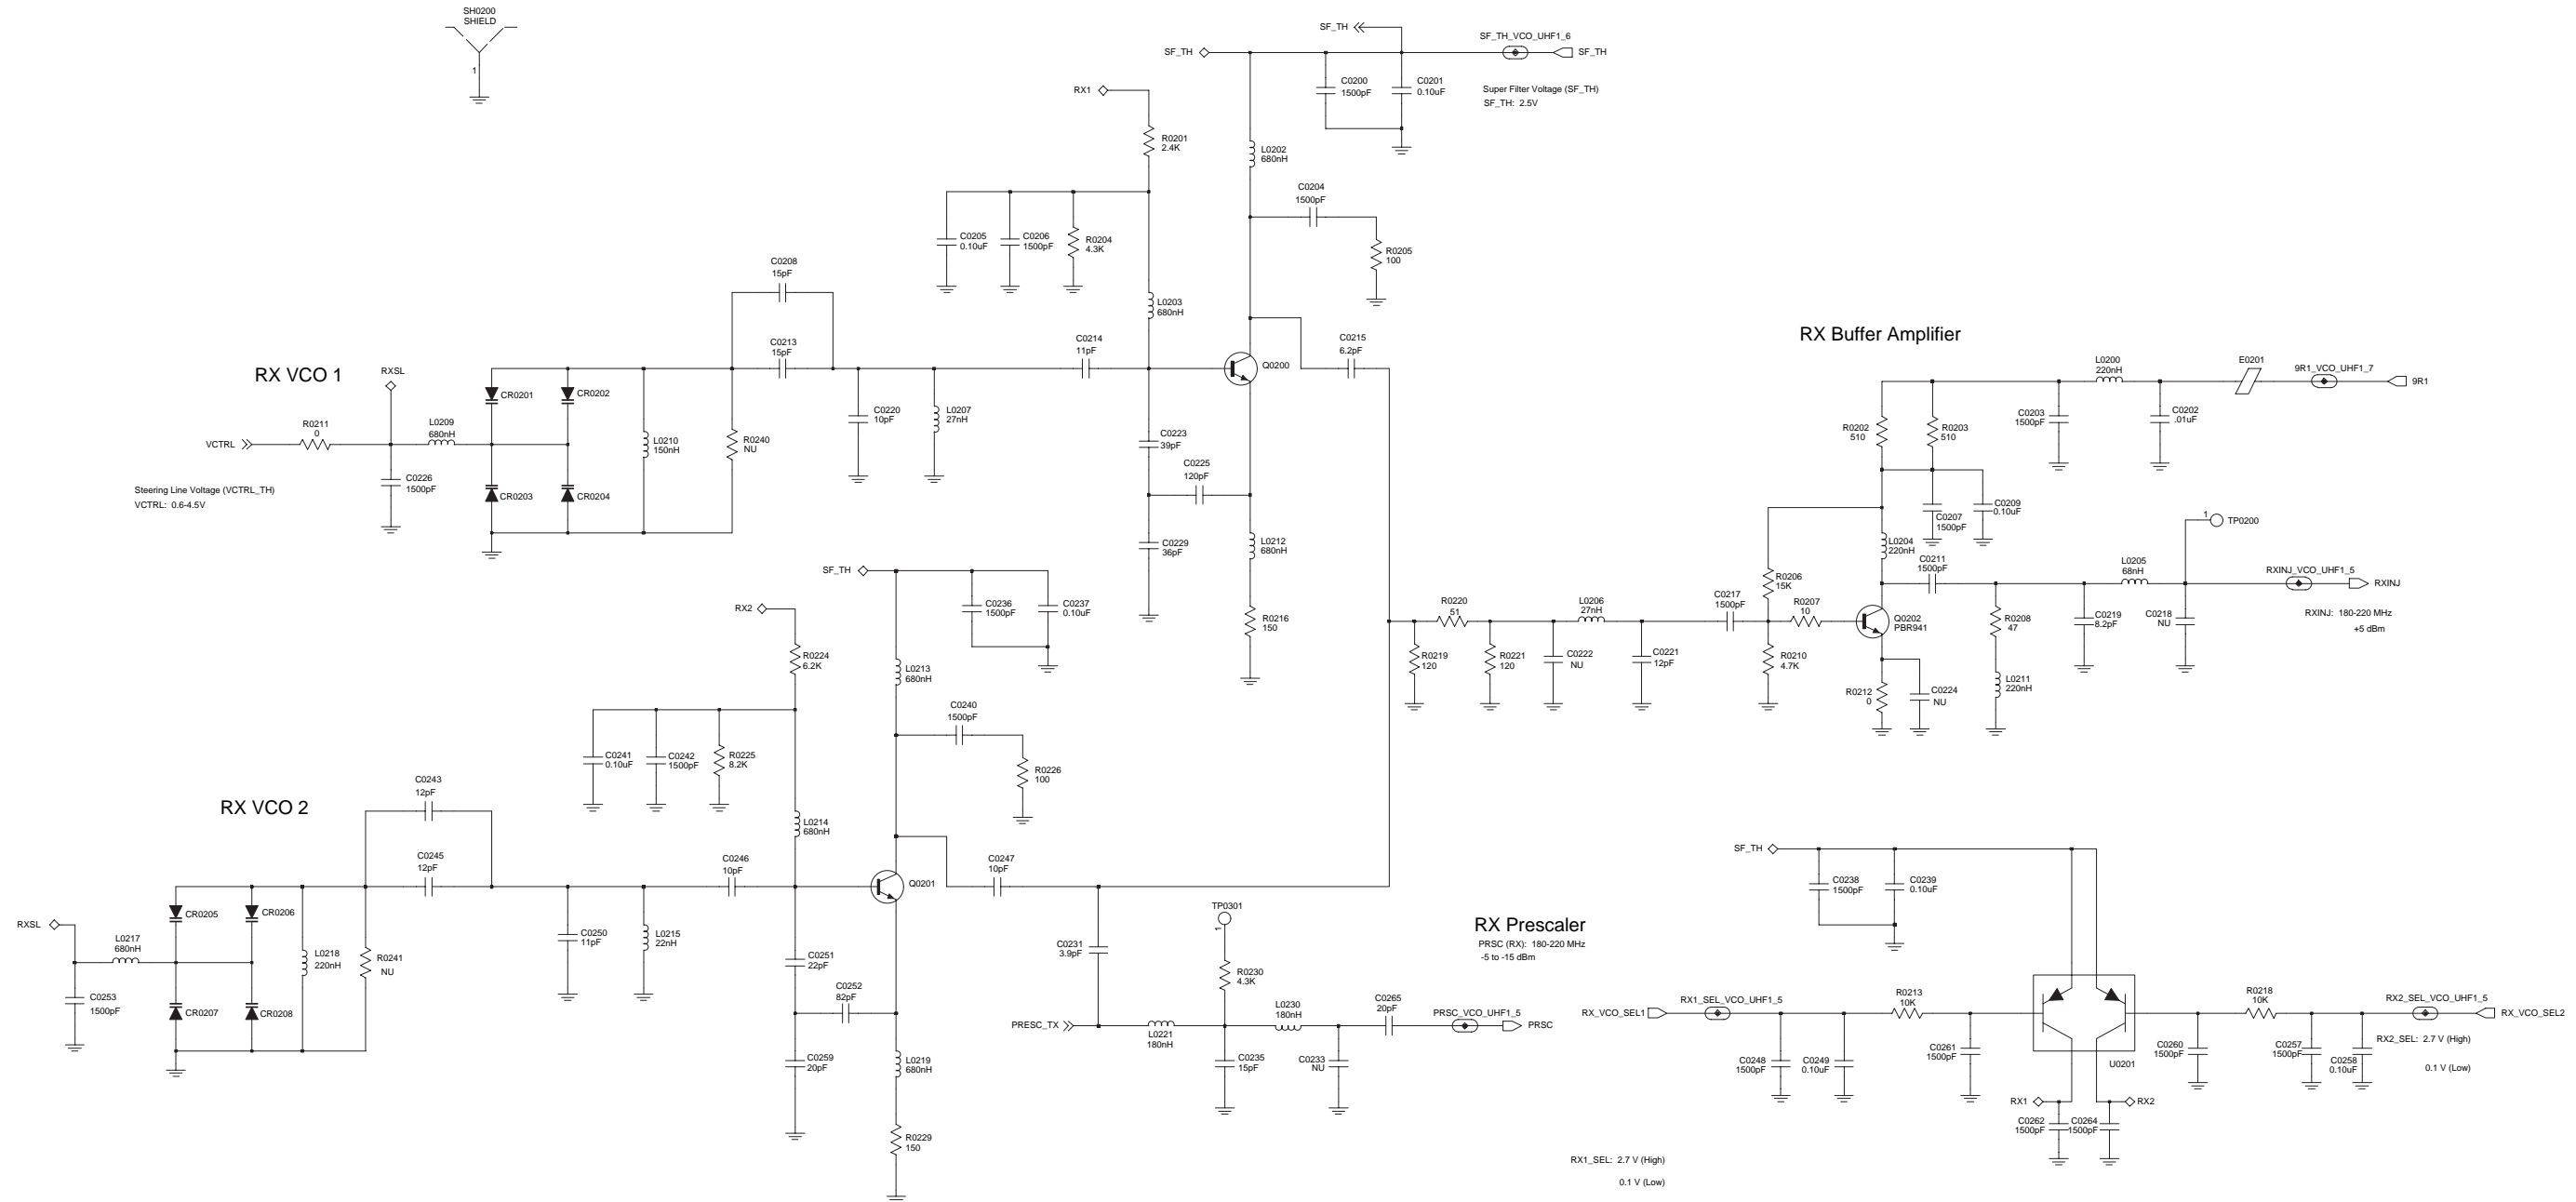 SH0200
SHIELD
1
SF_TH
SF_TH
SF_TH_VCO_UHF1_6
SF_TH
C0200
1500pF
C0201
0.10uF
Super Filter Voltage (SF_TH)
SF_TH: 2.5V
RX1
R0201
2.4K
L0202
680nH
C0204
1500pF
R0205
100
C0205
0.10uF
C0206
1500pF
R0204
4.3K
L0203
680nH
C0208
15pF
C0213
15pF
C0214
11pF
Q0200
C0215
6.2pF
RX VCO 1
RXSL
R0211
0
VCTRL
L0209
680nH
CR0201
CR0202
CR0203
CR0204
C0226
1500pF
Steering Line Voltage (VCTRL_TH)
VCTRL: 0.6-4.5V
L0210
150nH
R0240
NU
C0220
10pF
L0207
27nH
C0223
39pF
C0225
120pF
C0229
36pF
L0212
680nH
R0216
150
RX Buffer Amplifier
L0200
220nH
E0201
9R1_VCO_UHF1_7
9R1
C0203
1500pF
C0202
.01uF
R0202
510
R0203
510
C0207
1500pF
C0209
0.10uF
L0204
220nH
C0211
1500pF
L0205
68nH
1
TP0200
RXINJ_VCO_UHF1_5
RXINJ
RXINJ: 180-220 MHz
+5 dBm
R0206
15K
R0207
10
Q0202
PBR941
R0208
47
C0219
8.2pF
C0218
NU
R0220
51
L0206
27nH
C0217
1500pF
R0219
120
R0221
120
C0222
NU
C0221
12pF
R0210
4.7K
R0212
0
C0224
NU
L0211
220nH
SF_TH
RX2
C0236
1500pF
C0237
0.10uF
R0224
6.2K
L0213
680nH
C0240
1500pF
R0226
100
C0241
0.10uF
C0242
1500pF
R0225
8.2K
L0214
680nH
RX VCO 2
C0243
12pF
C0245
12pF
C0246
10pF
Q0201
C0247
10pF
RXSL
L0217
680nH
CR0205
CR0206
CR0207
CR0208
C0253
1500pF
L0218
220nH
R0241
NU
C0250
11pF
L0215
22nH
C0251
22pF
C0252
82pF
C0259
20pF
L0219
680nH
R0229
150
C0231
3.9pF
TP0301
1
R0230
4.3K
RX Prescaler
PRSC (RX): 180-220 MHz
-5 to -15 dBm
PRESC_TX
L0221
180nH
L0230
180nH
C0265
20pF
PRSC_VCO_UHF1_5
PRSC
C0235
15pF
C0233
NU
SF_TH
C0238
1500pF
C0239
0.10uF
RX_VCO_SEL1
RX1_SEL_VCO_UHF1_5
R0213
10K
R0218
10K
RX2_SEL_VCO_UHF1_5
RX_VCO_SEL2
RX2_SEL: 2.7 V (High)
0.1 V (Low)
C0248
1500pF
C0249
0.10uF
C0261
1500pF
U0201
C0260
1500pF
C0257
1500pF
C0258
0.10uF
RX1
RX2
C0262
1500pF
C0264
1500pF
RX1_SEL: 2.7 V (High)
0.1 V (Low)